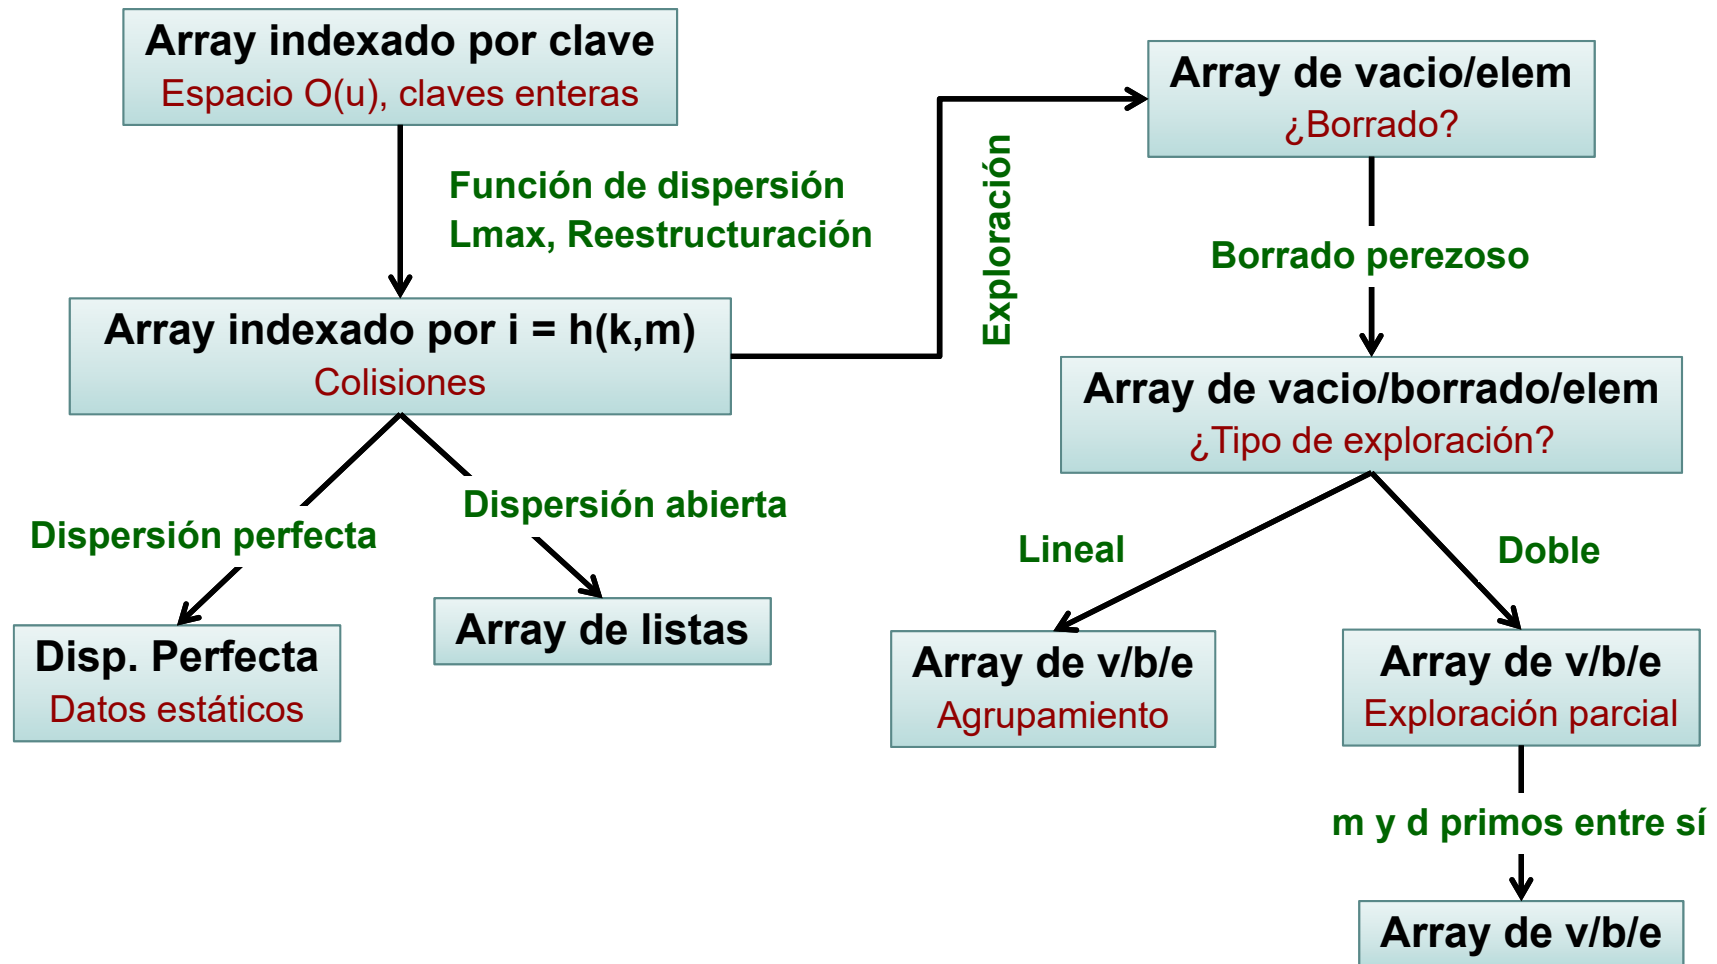 Array indexado por clave
Espacio O(u), claves enteras
Función de dispersión
Lmax, Reestructuración
Array indexado por i = h(k,m)
Colisiones
Dispersión perfecta
Dispersión abierta
Disp. Perfecta
Datos estáticos
Array de listas
Exploración
Array de vacio/elem
¿Borrado?
Borrado perezoso
Array de vacio/borrado/elem
¿Tipo de exploración?
Lineal
Doble
Array de v/b/e
Agrupamiento
Array de v/b/e
Exploración parcial
m y d primos entre sí
Array de v/b/e